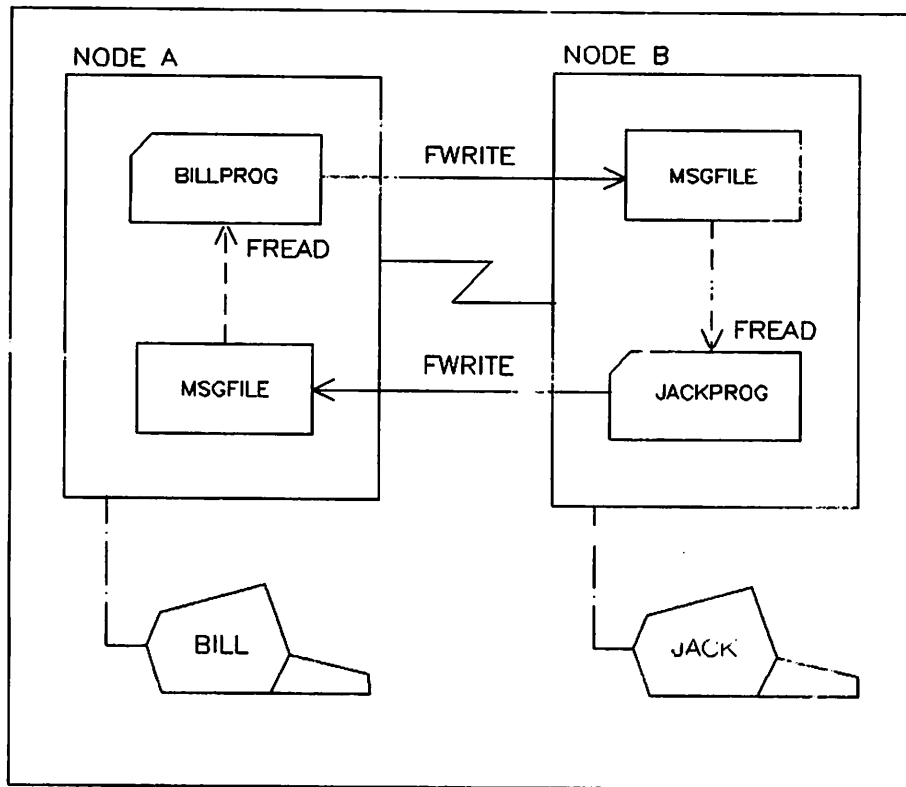 NODE A
NODE B
BILLPROG
FWRITE
MSGFILE
FREAD
FREAD
MSGFILE
FWRITE
JACKPROG
BILL
JACK